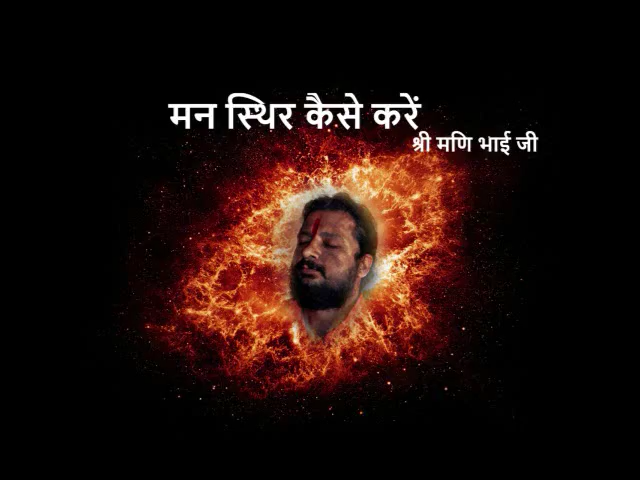 मन स्थिर कैसे करें
श्री मणि भाई जी